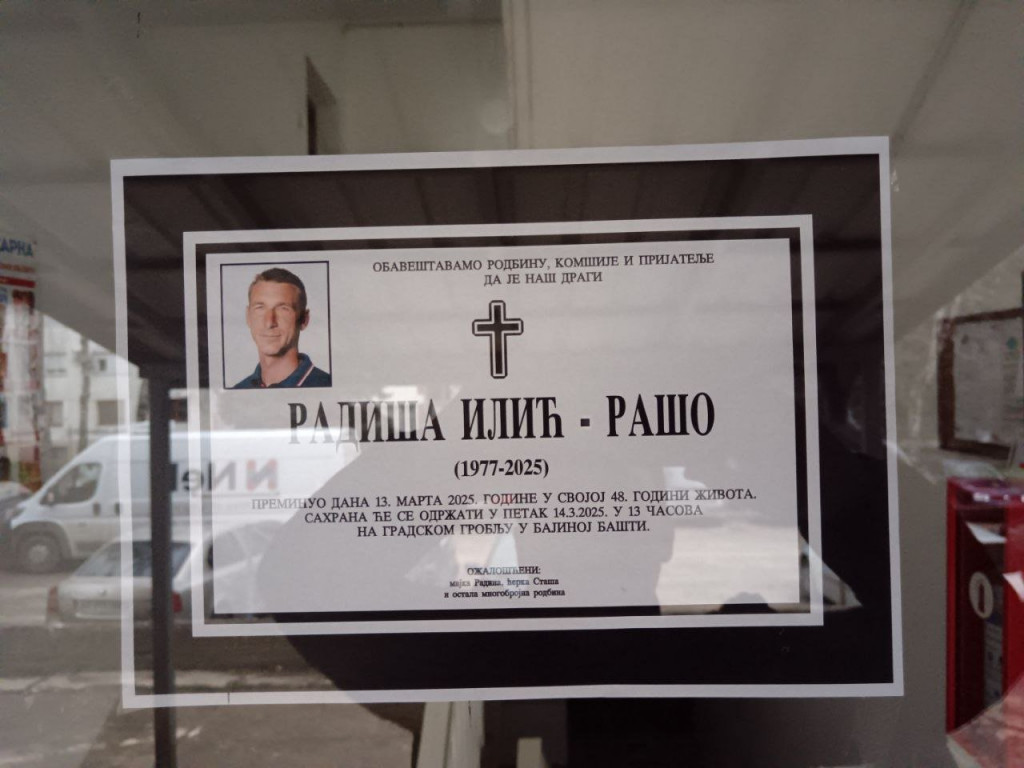 ОБАВЕШТАВАМО РОДБИНУ, КОМШИЈЕ И ПРИЈАТЕЉЕ
ДА ЈЕ НАШ ДРАГИ
РАДИША ИЛИЋ - РАШО
(1977-2025)
ПРЕМИНУО ДАНА 13. МАРТА 2025. ГОДИНЕ У СВОЈОЈ 48. ГОДИНИ ЖИВОТА.
САХРАНА ЋЕ СЕ ОДРЖАТИ У ПЕТАК 14.3.2025. У 13 ЧАСОВА
НА ГРАДСКОМ ГРОБЉУ У БАЈИНОЈ БАШТИ.
ОЖАЛОШЋЕНИ:
мајка Радина, ћерка Сташа
и остала многобројна родбина